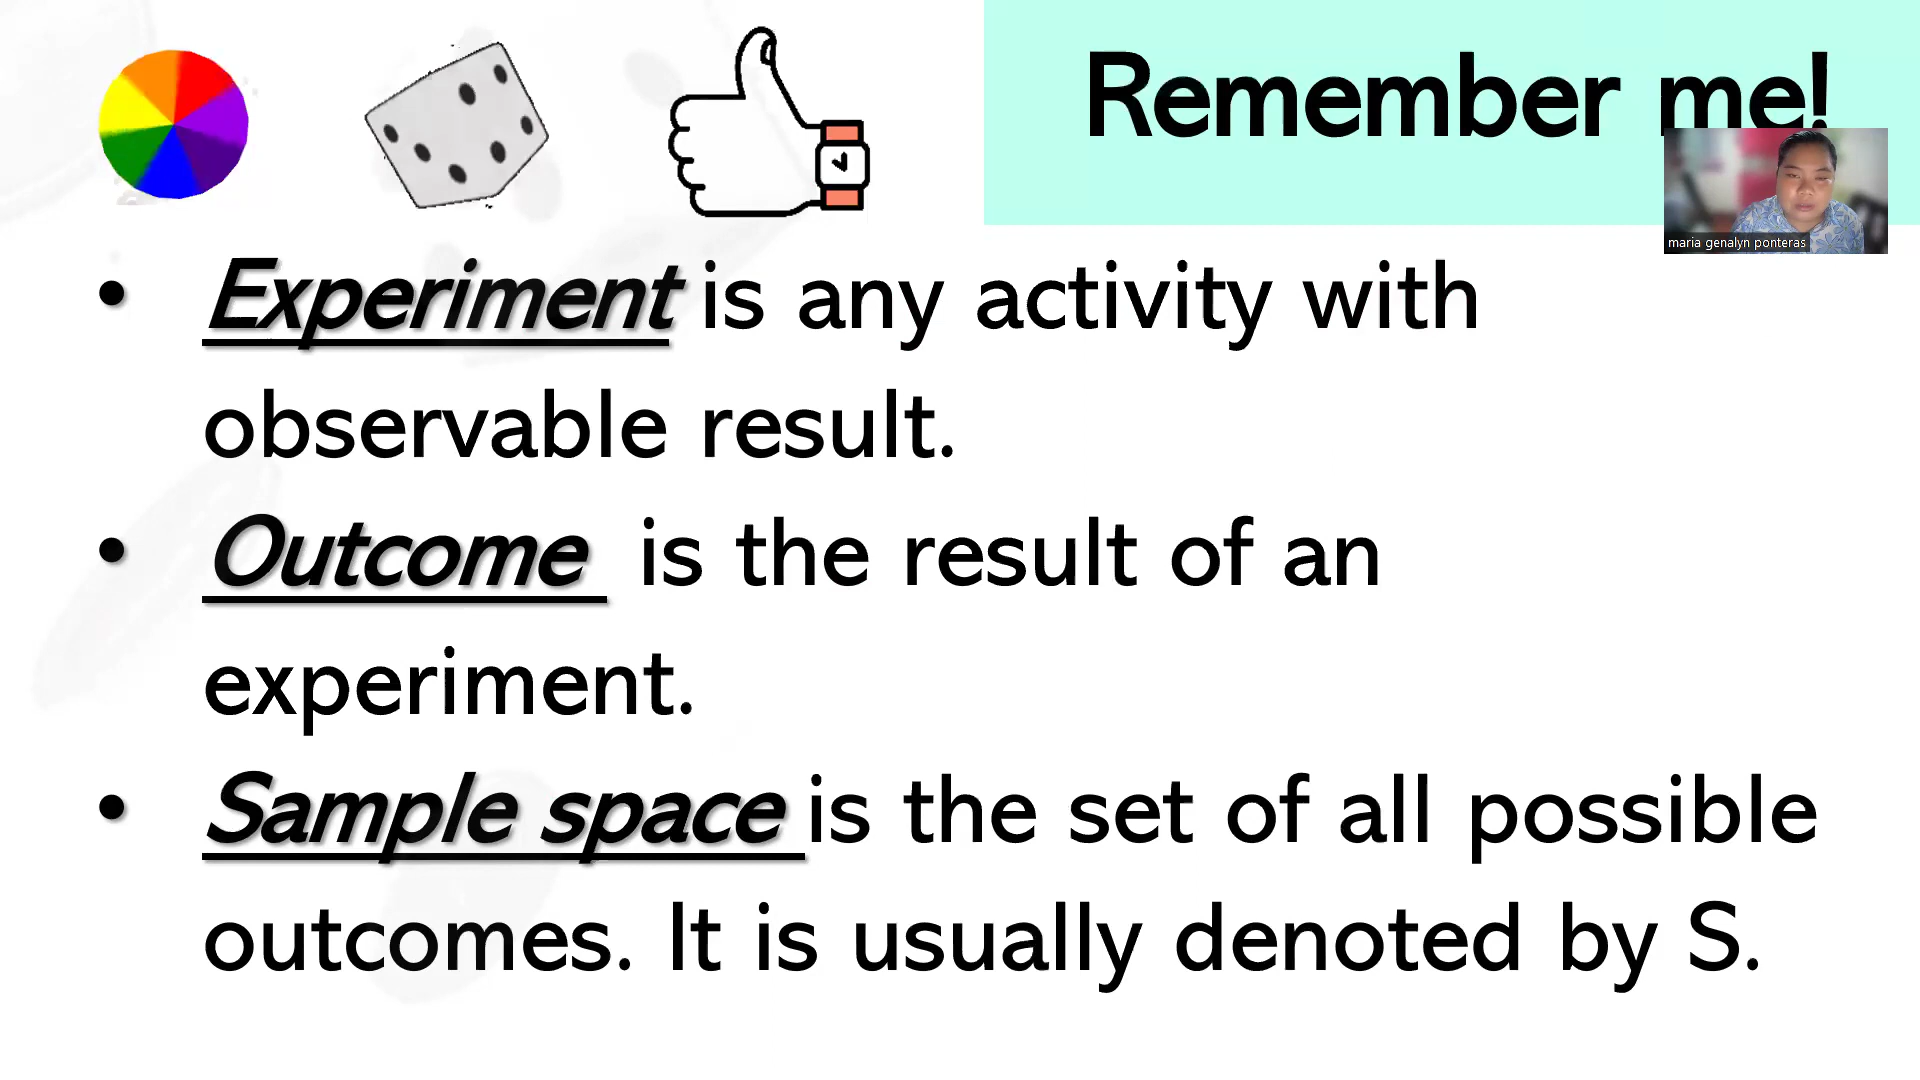 Remember me!
maria genalyn ponteras
• Experiment is any activity with
observable result.
• Outcome is the result of an
experiment.
• Sample space is the set of all possible
outcomes. It is usually denoted by S.